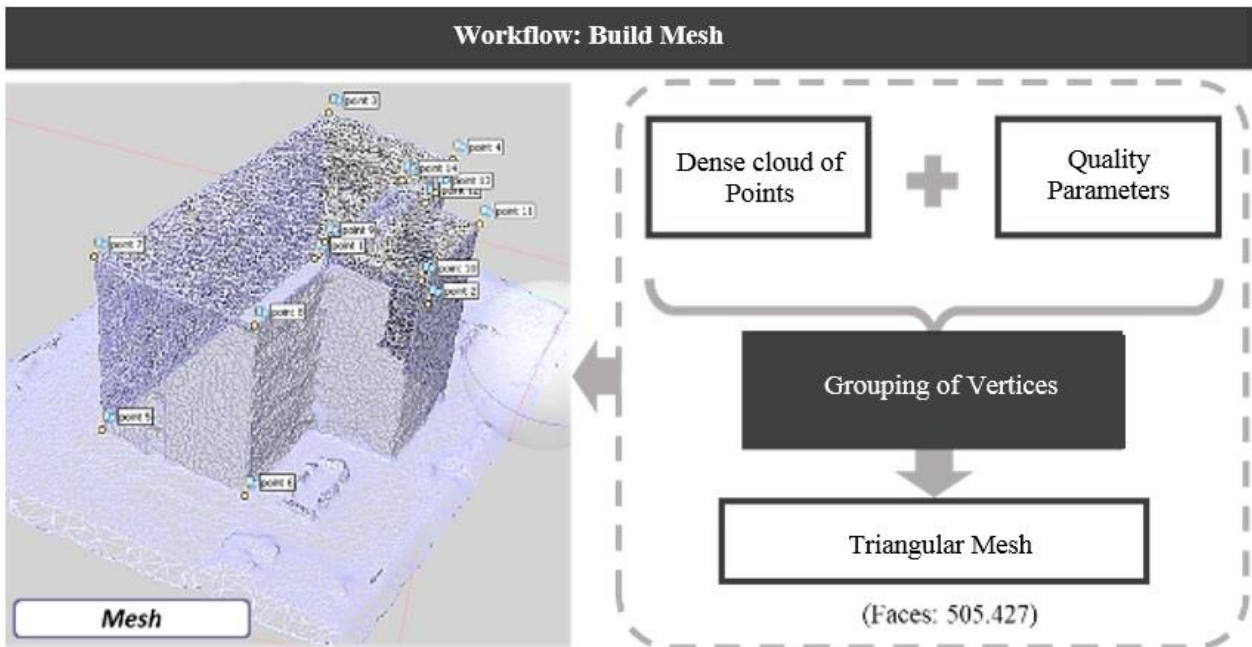 Workflow: Build Mesh
point 3
point 4
point 14
point 13
point 11
point 9
point 7
point 1
point 10
point 2
point 8
point 5
point 6
Mesh
Dense cloud of
Points
Quality
Parameters
Grouping of Vertices
Triangular Mesh
(Faces: 505.427)